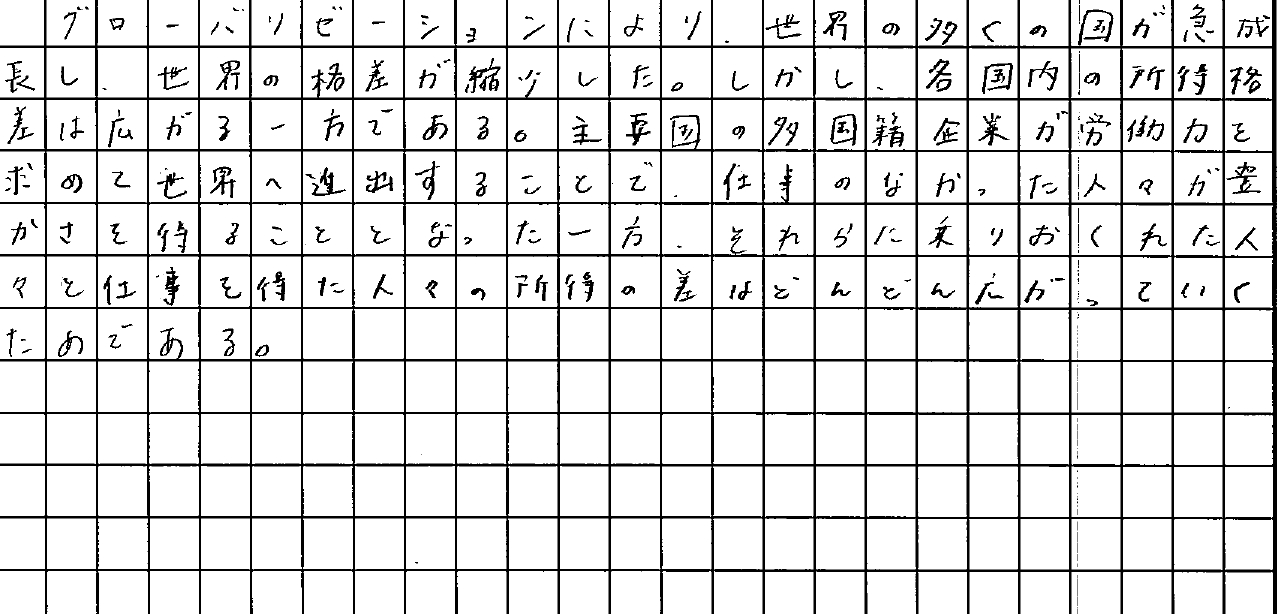 グローバリゼーションにより、世界の多くの国が急成
長し、世界の格差が縮少した。しかし、各国内の所得格
差は広がる一方である。主要国の多国籍企業が労働力を
求めて世界へ進出することで、仕事のなかった人々が豊
かさを得ることとなった一方、それらに乗りおくれた人
々と仕事を得た人々の所得の差はどんどん広がっていく
ためである。